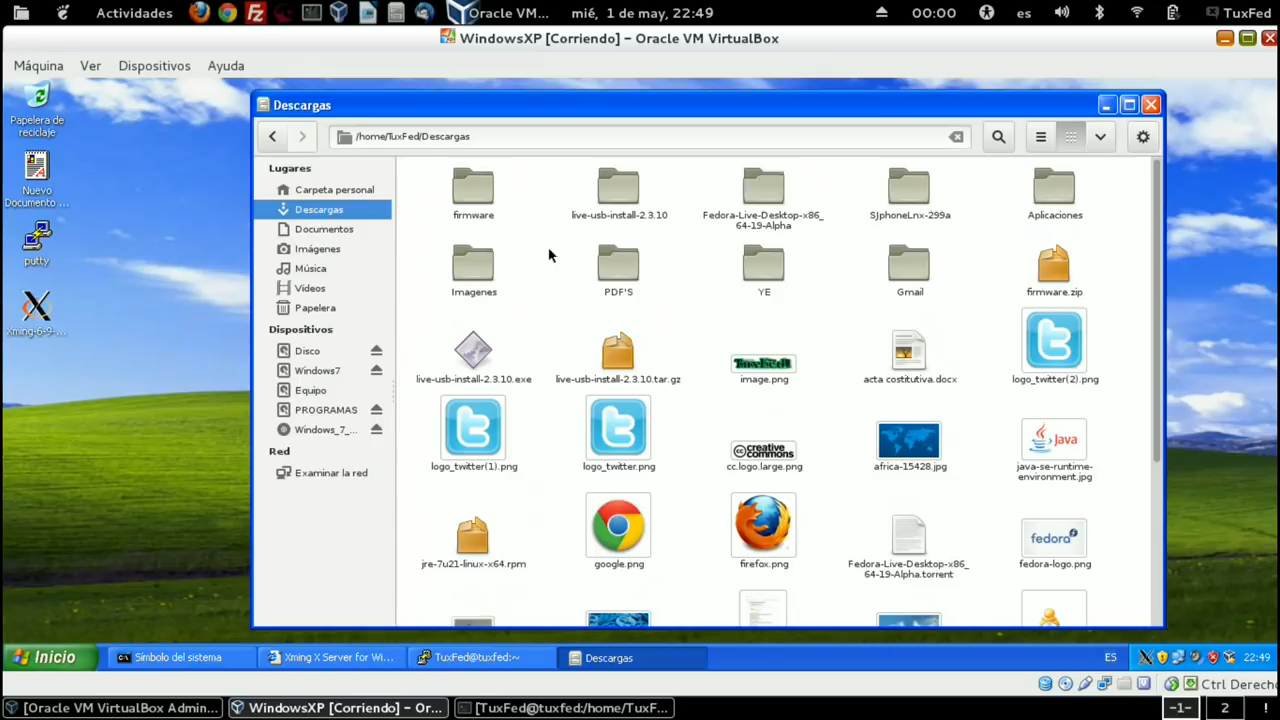 Actividades
Oracle VM...
mié, 1 de may, 22:49
00:00
es
TuxFed
WindowsXP [Corriendo] – Oracle VM VirtualBox
Máquina
Ver
Dispositivos
Ayuda
Papelera de
reciclaje
Nuevo
Documento ...
putty
Xming-6-9-...
Descargas
/home/TuxFed/Descargas
Lugares
Carpeta personal
Descargas
Documentos
Imágenes
Música
Vídeos
Papelera
Dispositivos
Disco
Windows7
Equipo
PROGRAMAS
Windows_7_...
Red
Examinar la red
firmware
live-usb-install-2.3.10
Fedora-Live-Desktop-x86_
64-19-Alpha
SJphoneLnx-299a
Aplicaciones
Imagenes
PDF'S
YE
Gmail
firmware.zip
live-usb-install-2.3.10.exe
live-usb-install-2.3.10.tar.gz
image.png
acta costitutiva.docx
logo_twitter(2).png
logo_twitter(1).png
logo_twitter.png
creative
commons
cc.logo.large.png
africa-15428.jpg
Java
java-se-runtime-
environment.jpg
jre-7u21-linux-x64.rpm
google.png
firefox.png
Fedora-Live-Desktop-x86_
64-19-Alpha.torrent
fedora
fedora-logo.png
Inicio
Símbolo del sistema
Xming X Server for Wi...
TuxFed@tuxfed:~
Descargas
ES
22:49
Ctrl Derecho
[Oracle VM VirtualBox Admin...
WindowsXP [Corriendo] – Or...
[TuxFed@tuxfed:/home/TuxF...
-1-
2
!